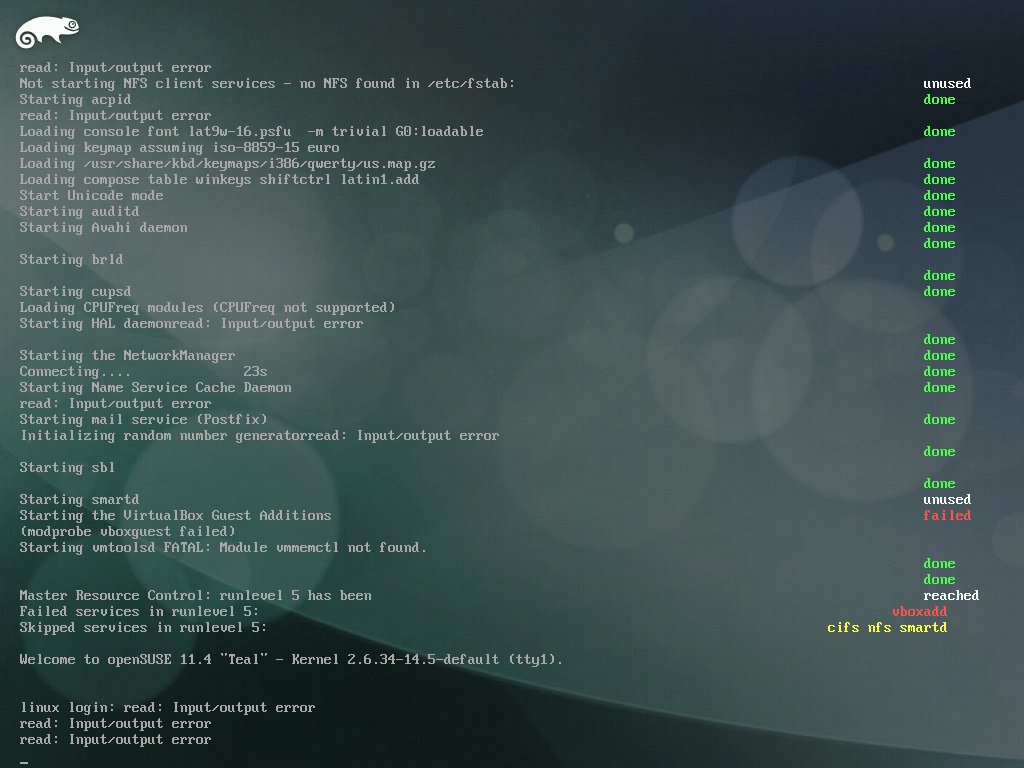 read: Input/output error
Not starting NFS client services - no NFS found in /etc/fstab: unused
Starting acpid done
read: Input/output error
Loading console font lat9w-16.psfu  -m trivial G0:loadable done
Loading keymap assuming iso-8859-15 euro
Loading /usr/share/kbd/keymaps/i386/qwerty/us.map.gz done
Loading compose table winkeys shiftctrl latin1.add done
Start Unicode mode done
Starting auditd done
Starting Avahi daemon done
done
Starting brld
done
Starting cupsd done
Loading CPUFreq modules (CPUFreq not supported)
Starting HAL daemonread: Input/output error
done
Starting the NetworkManager done
Connecting.... 23s done
Starting Name Service Cache Daemon done
read: Input/output error
Starting mail service (Postfix) done
Initializing random number generatorread: Input/output error
done
Starting sbl
done
Starting smartd unused
Starting the VirtualBox Guest Additions failed
(modprobe vboxguest failed)
Starting vmtoolsd FATAL: Module vmmemctl not found.
done
done
Master Resource Control: runlevel 5 has been reached
Failed services in runlevel 5: vboxadd
Skipped services in runlevel 5: cifs nfs smartd
Welcome to openSUSE 11.4 "Teal" - Kernel 2.6.34-14.5-default (tty1).
linux login: read: Input/output error
read: Input/output error
read: Input/output error
_